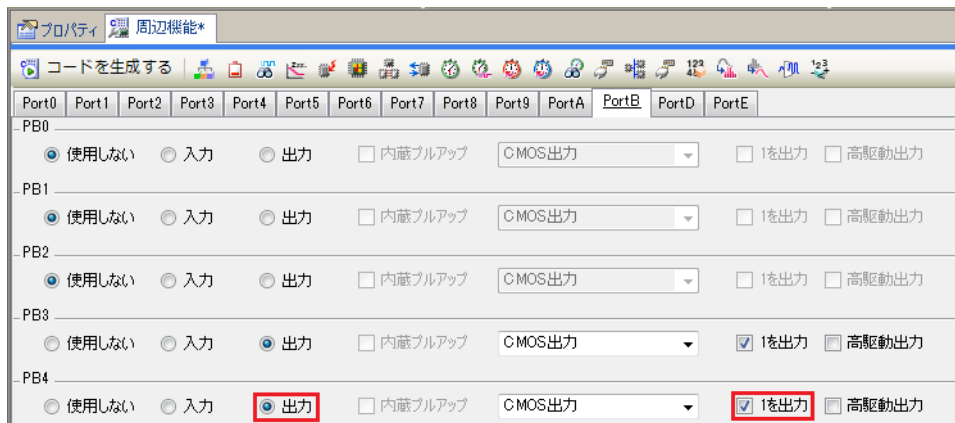 プロパティ 周辺機能*
コードを生成する
Port0 Port1 Port2 Port3 Port4 Port5 Port6 Port7 Port8 Port9 PortA PortB PortD PortE
PB0
使用しない 入力 出力 内蔵プルアップ CMOS出力 1を出力 高駆動出力
PB1
使用しない 入力 出力 内蔵プルアップ CMOS出力 1を出力 高駆動出力
PB2
使用しない 入力 出力 内蔵プルアップ CMOS出力 1を出力 高駆動出力
PB3
使用しない 入力 出力 内蔵プルアップ CMOS出力 1を出力 高駆動出力
PB4
使用しない 入力 出力 内蔵プルアップ CMOS出力 1を出力 高駆動出力